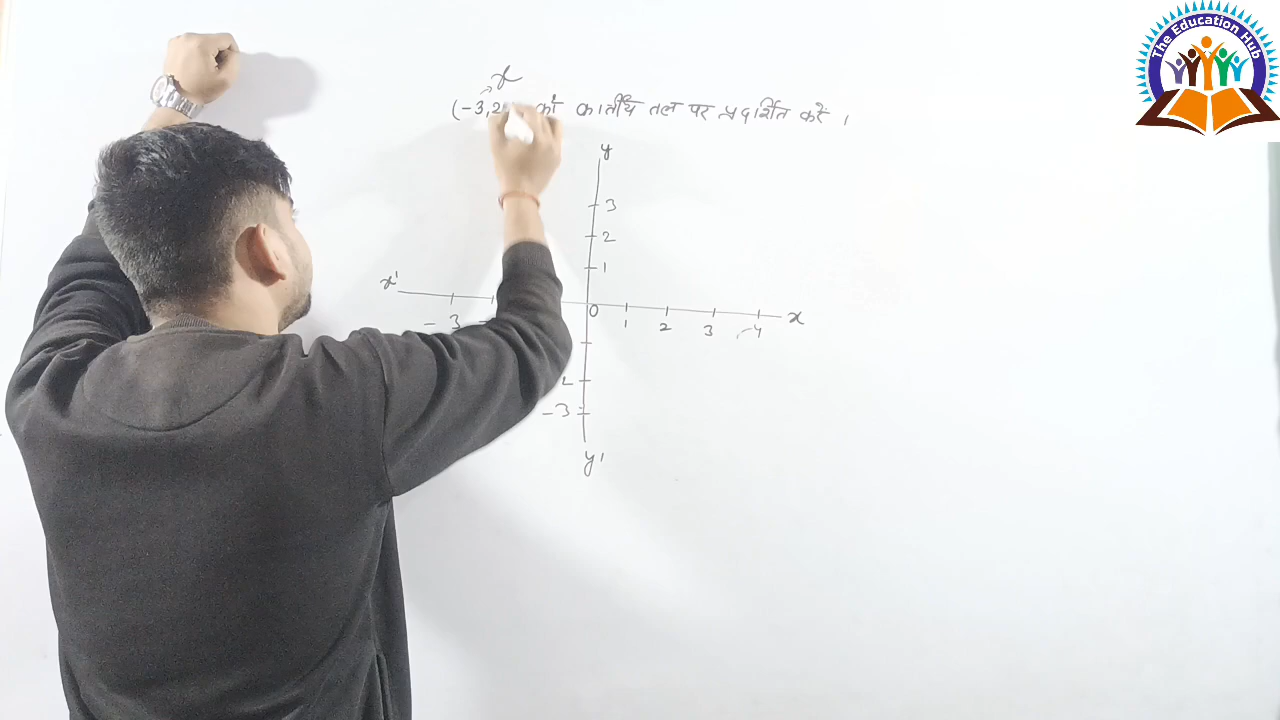 The Education Hub
x
(-3,2 को कार्तीय तल पर प्रदर्शित करें ।
y
3
2
1
x'
0
-3 1 2 3 -4 x
-3
y'